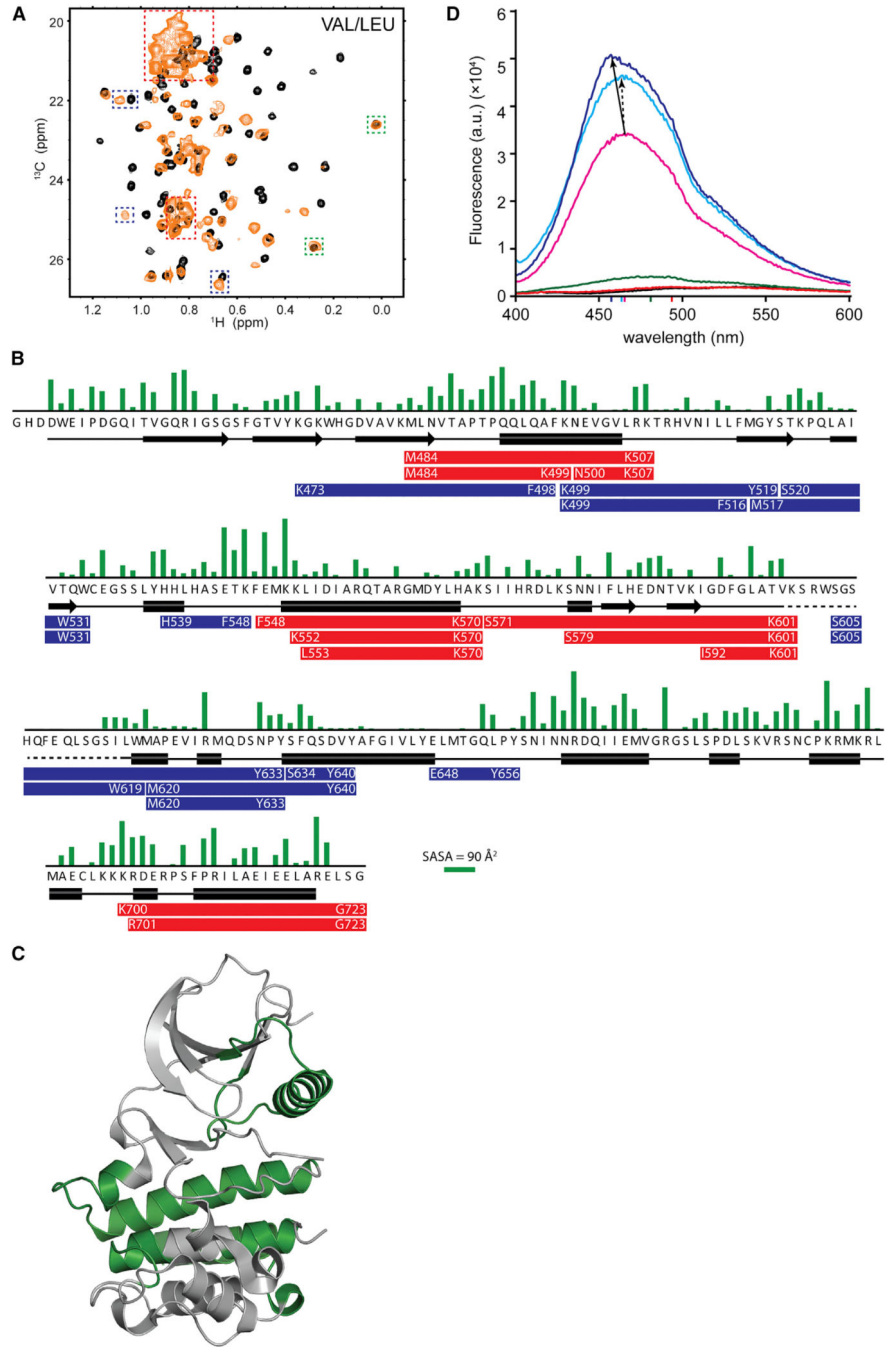 A
VAL/LEU
20
22
24
26
13C (ppm)
1.2 1.0 0.8 0.6 0.4 0.2 0.0
1H (ppm)
D
Fluorescence (a.u.) (×10⁴)
5
4
3
2
1
0
400 450 500 550 600
wavelength (nm)
B
GHDDDWEIPDGQITVGQRIGSGSFGTVYKGKWHGDVAVKMLNVTAPTPQQLQAFKNEVGVLRKTRHVNILLFMGYSTKPQLAI
M484 K507
M484 K499 N500 K507
K473 F498 K499 Y519 S520
K499 F516 M517
VTQWCEGSSLYHHLHASETKFEMKKLIDIARQTARGMDYLHAKSIIHRDLKSNNIFLHEDNTVKIGDFGLATVKSRWSGS
W531 H539 F548 F548 K570 S571 K601 S605
W531 K552 K570 S579 K601 S605
L553 K570 I592 K601
HQFEQLSGSILWMAPEVIRMQDSNPYSFQSDVYAFGIVLYELMTGQLPYSNINNRDQIIEMVGRGSLSPDLSKVRSNCPKRMKRL
Y633 S634 Y640 E648 Y656
W619 M620 Y640
M620 Y633
MAECLKKKRDERPSFPRILAEIEELARELSG
K700 G723
R701 G723
SASA = 90 Å²
C